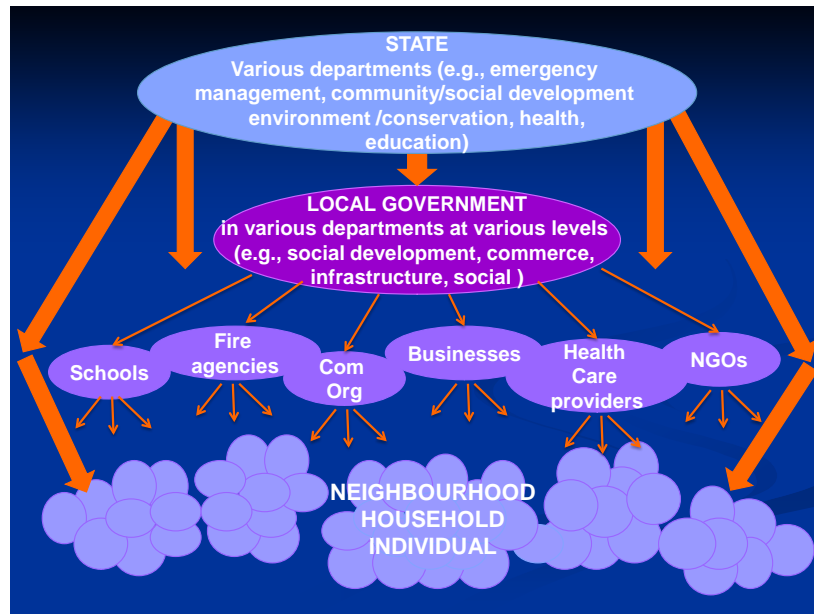 STATE
Various departments (e.g., emergency
management, community/social development
environment /conservation, health,
education)
LOCAL GOVERNMENT
in various departments at various levels
(e.g., social development, commerce,
infrastructure, social )
Schools
Fire
agencies
Com
Org
Businesses
Health
Care
providers
NGOs
NEIGHBOURHOOD
HOUSEHOLD
INDIVIDUAL